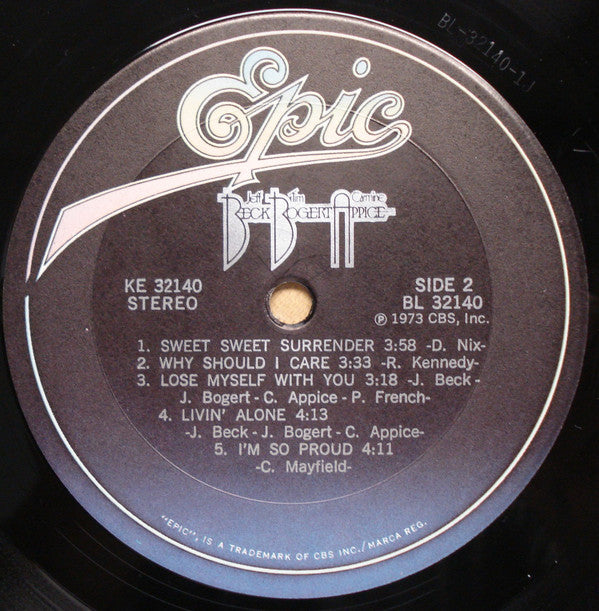 BL-32140-1J
Epic
Jeff Tim Carmine
BECK BOGERT APPICE
KE 32140
STEREO
SIDE 2
BL 32140
Ⓟ 1973 CBS, Inc.
1. SWEET SWEET SURRENDER 3:58 -D. Nix-
2. WHY SHOULD I CARE 3:33 -R. Kennedy-
3. LOSE MYSELF WITH YOU 3:18 -J. Beck -
J. Bogert - C. Appice - P. French-
4. LIVIN' ALONE 4:13
-J. Beck - J. Bogert - C. Appice-
5. I'M SO PROUD 4:11
-C. Mayfield-
"EPIC", IS A TRADEMARK OF CBS INC./MARCA REG.